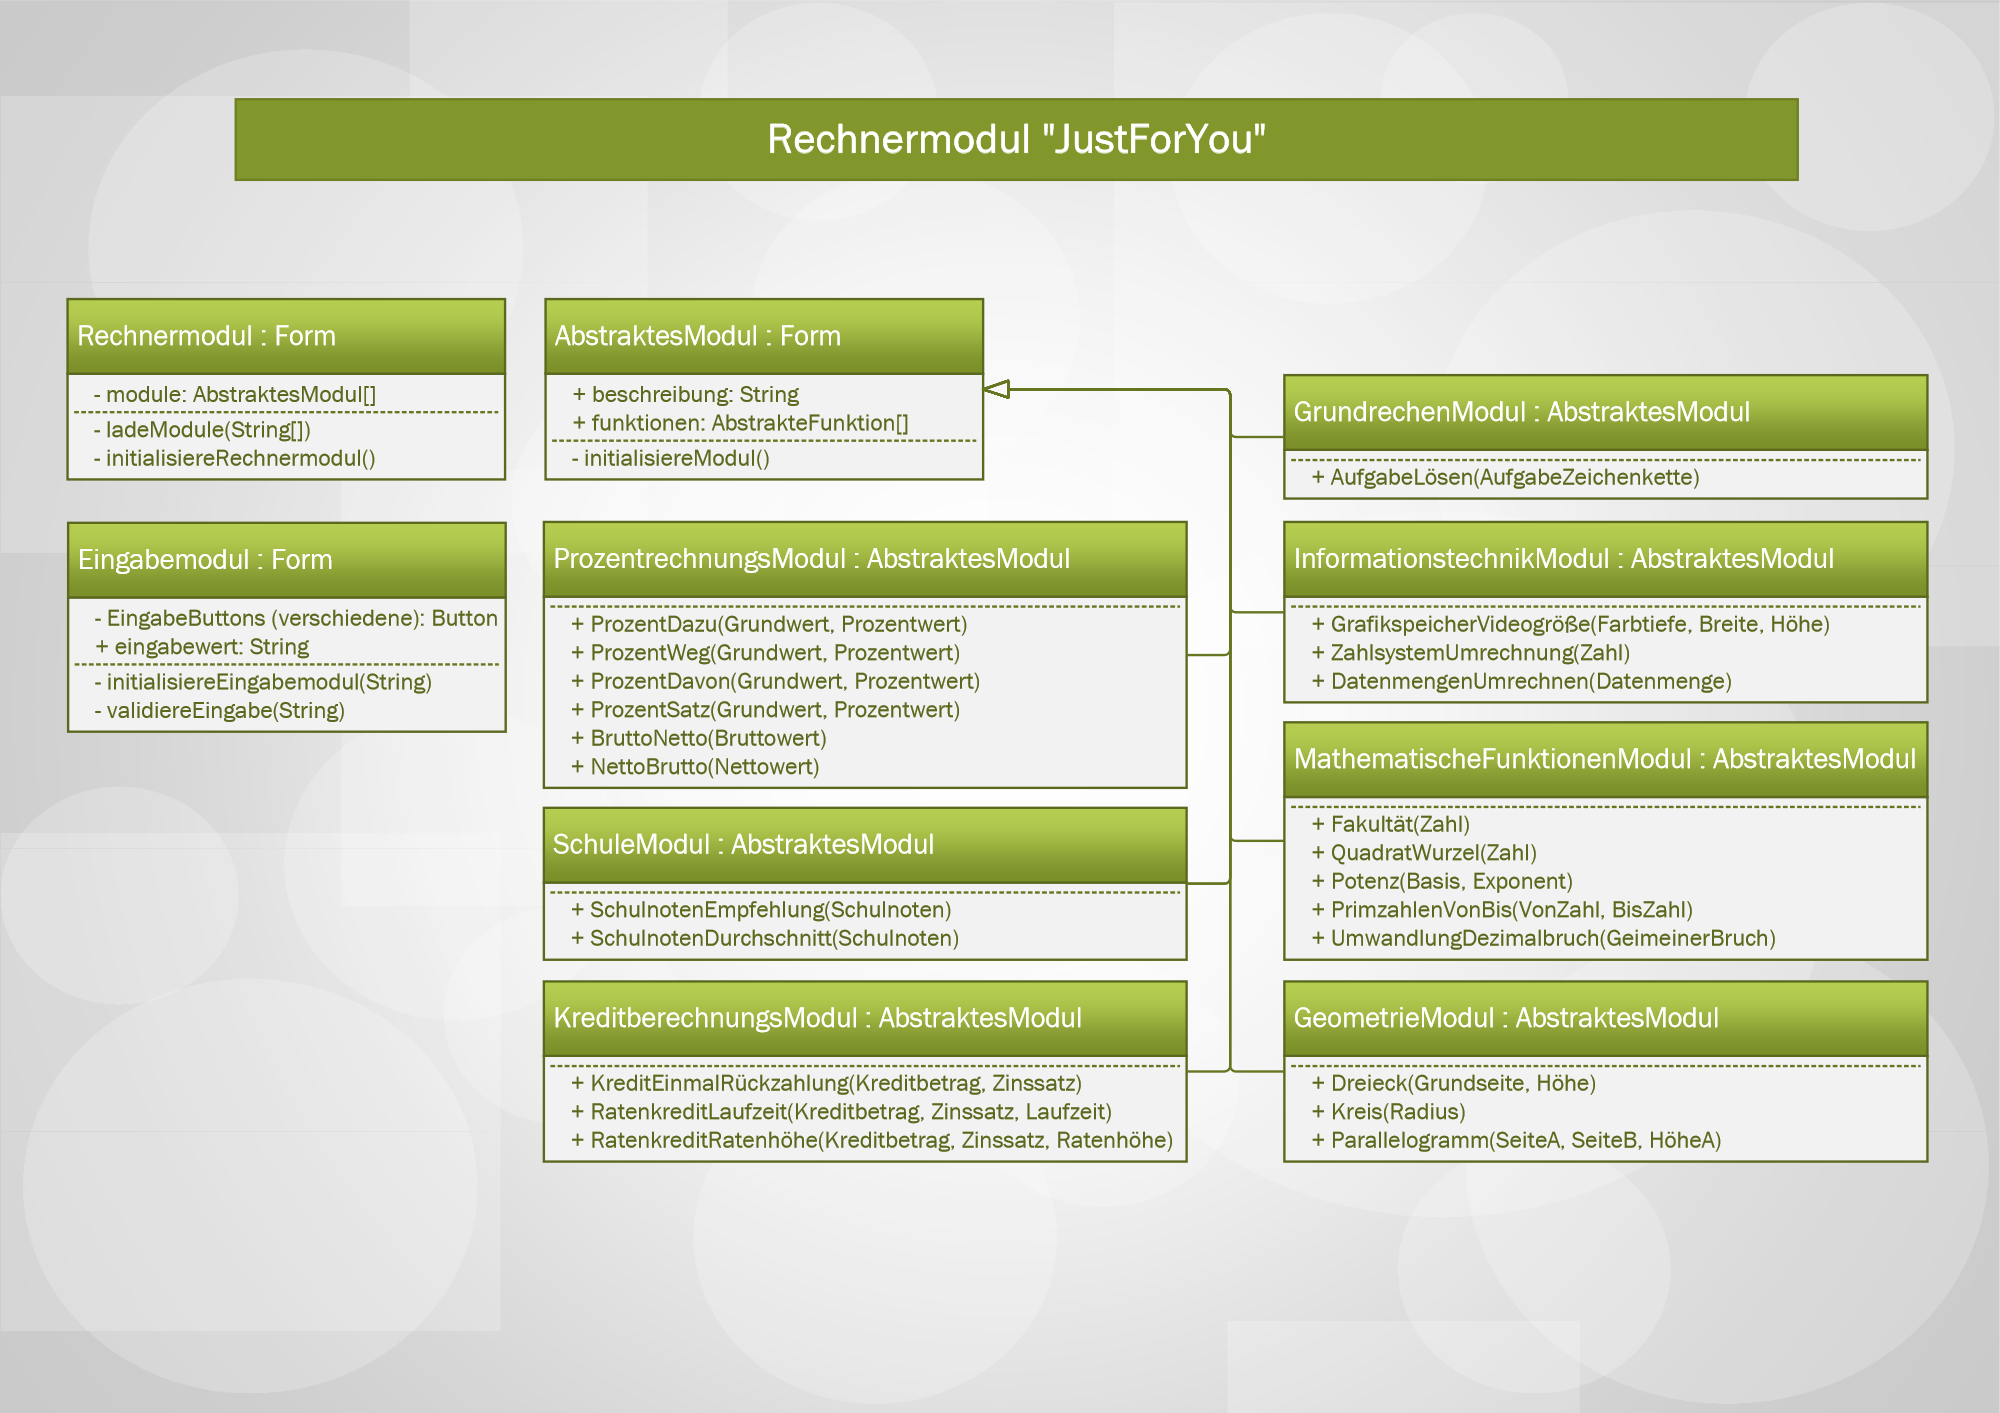 Rechnermodul "JustForYou"
Rechnermodul : Form
- module: AbstraktesModul[]
- ladeModule(String[])
- initialisiereRechnermodul()
AbstraktesModul : Form
+ beschreibung: String
+ funktionen: AbstrakteFunktion[]
- initialisiereModul()
GrundrechenModul : AbstraktesModul
+ AufgabeLösen(AufgabeZeichenkette)
Eingabemodul : Form
- EingabeButtons (verschiedene): Button
+ eingabewert: String
- initialisiereEingabemodul(String)
- validiereEingabe(String)
ProzentrechnungsModul : AbstraktesModul
+ ProzentDazu(Grundwert, Prozentwert)
+ ProzentWeg(Grundwert, Prozentwert)
+ ProzentDavon(Grundwert, Prozentwert)
+ ProzentSatz(Grundwert, Prozentwert)
+ BruttoNetto(Bruttowert)
+ NettoBrutto(Nettowert)
InformationstechnikModul : AbstraktesModul
+ GrafikspeicherVideogröße(Farbtiefe, Breite, Höhe)
+ ZahlsystemUmrechnung(Zahl)
+ DatenmengenUmrechnen(Datenmenge)
MathematischeFunktionenModul : AbstraktesModul
+ Fakultät(Zahl)
+ QuadratWurzel(Zahl)
+ Potenz(Basis, Exponent)
+ PrimzahlenVonBis(VonZahl, BisZahl)
+ UmwandlungDezimalbruch(GeimeinerBruch)
SchuleModul : AbstraktesModul
+ SchulnotenEmpfehlung(Schulnoten)
+ SchulnotenDurchschnitt(Schulnoten)
KreditberechnungsModul : AbstraktesModul
+ KreditEinmalRückzahlung(Kreditbetrag, Zinssatz)
+ RatenkreditLaufzeit(Kreditbetrag, Zinssatz, Laufzeit)
+ RatenkreditRatenhöhe(Kreditbetrag, Zinssatz, Ratenhöhe)
GeometrieModul : AbstraktesModul
+ Dreieck(Grundseite, Höhe)
+ Kreis(Radius)
+ Parallelogramm(SeiteA, SeiteB, HöheA)